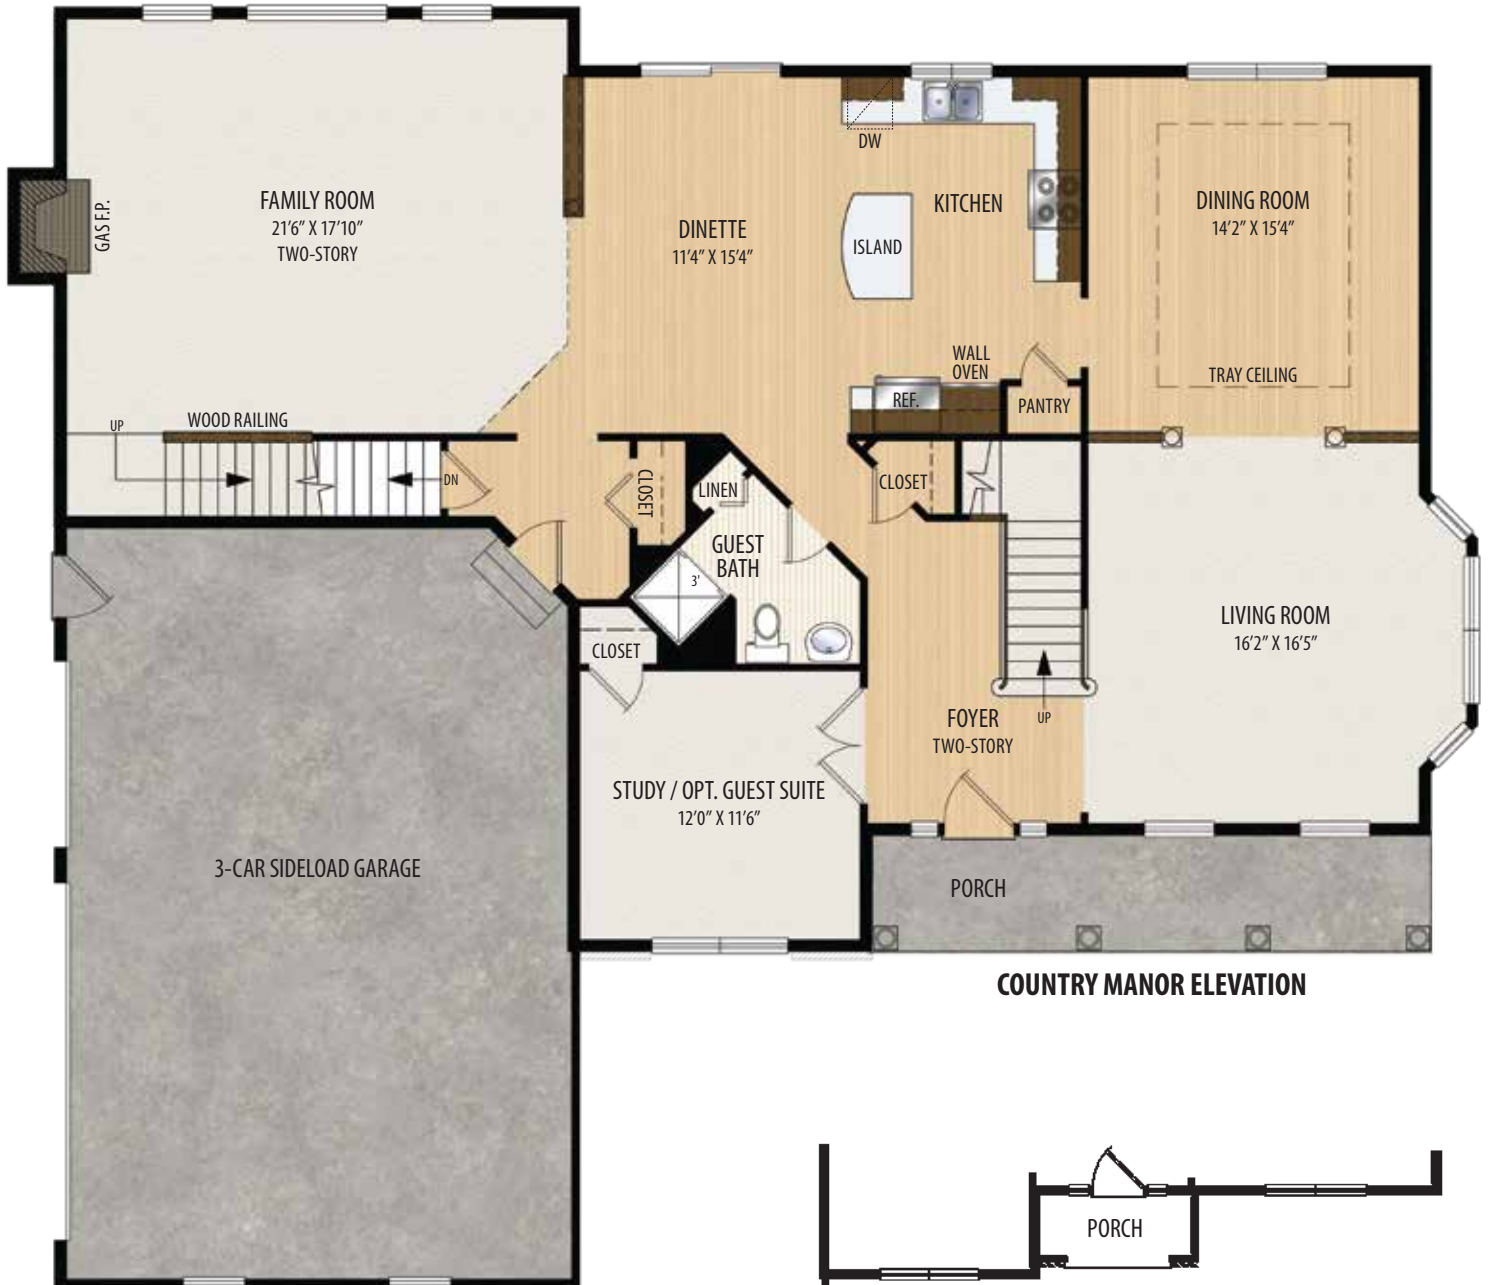 FAMILY ROOM
21'6" X 17'10"
TWO-STORY
GAS F.P.
DINETTE
11'4" X 15'4"
DW
KITCHEN
ISLAND
DINING ROOM
14'2" X 15'4"
TRAY CEILING
WALL
OVEN
REF.
PANTRY
UP
WOOD RAILING
DN
CLOSET
LINEN
CLOSET
GUEST
BATH
3'
CLOSET
LIVING ROOM
16'2" X 16'5"
FOYER
TWO-STORY
UP
STUDY / OPT. GUEST SUITE
12'0" X 11'6"
3-CAR SIDELOAD GARAGE
PORCH
COUNTRY MANOR ELEVATION
PORCH